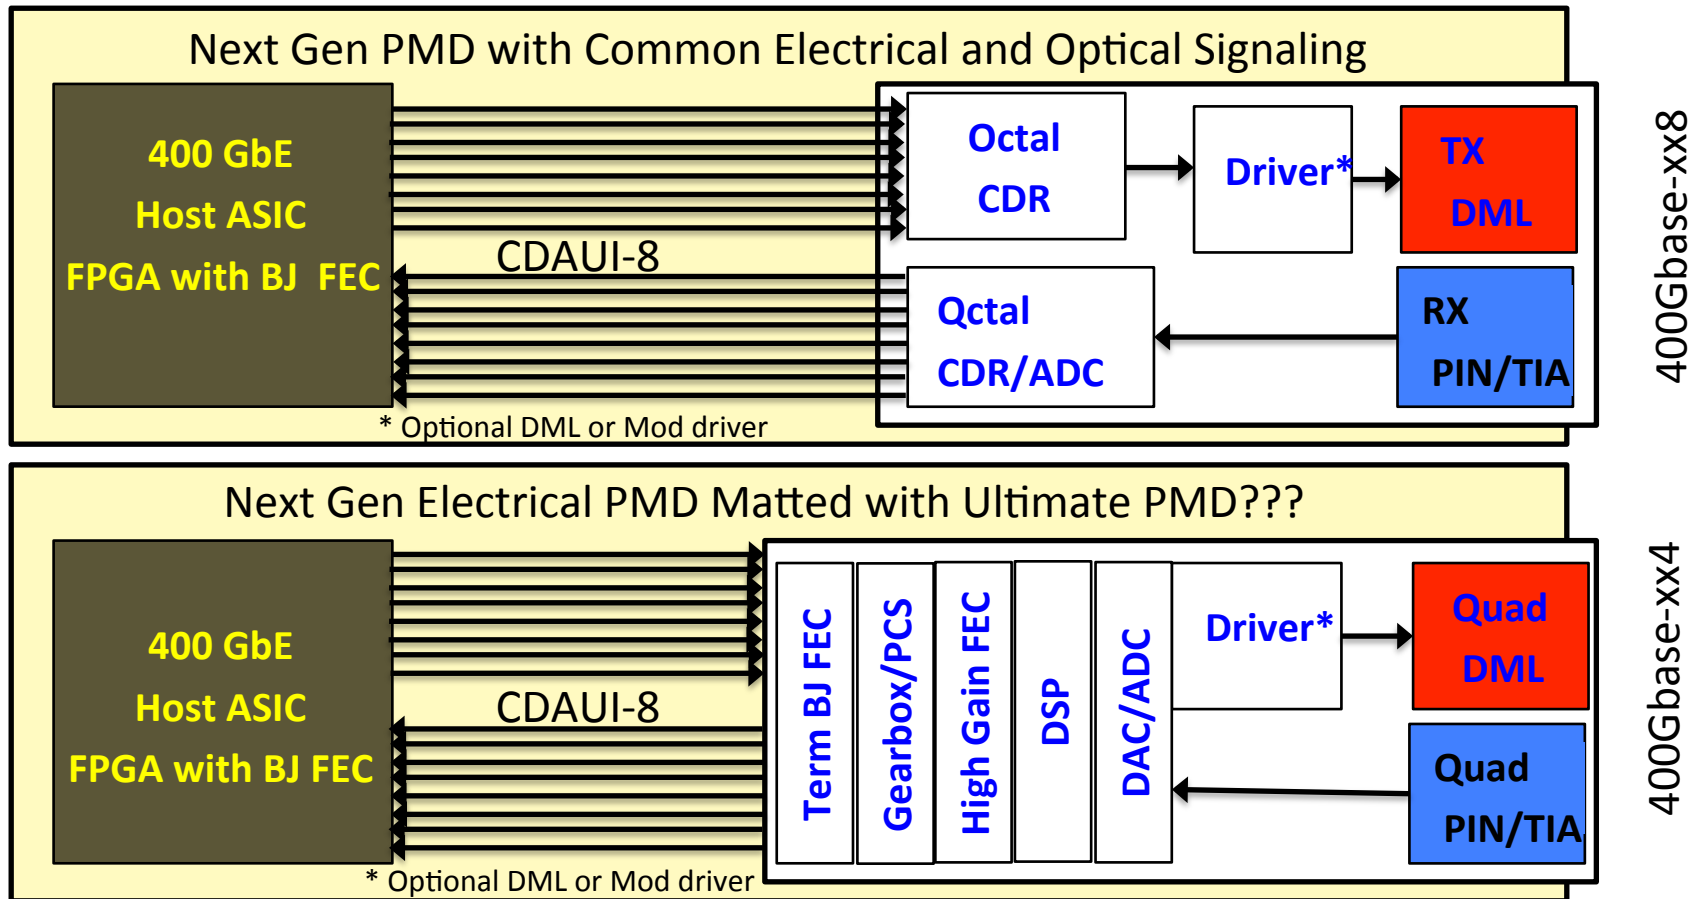 Next Gen PMD with Common Electrical and Optical Signaling
400 GbE
Host ASIC
FPGA with BJ  FEC
CDAUI-8
Octal
CDR
Driver*
TX
DML
Qctal
CDR/ADC
RX
PIN/TIA
* Optional DML or Mod driver
400Gbase-xx8
Next Gen Electrical PMD Matted with Ultimate PMD???
400 GbE
Host ASIC
FPGA with BJ FEC
CDAUI-8
Term BJ FEC
Gearbox/PCS
High Gain FEC
DSP
DAC/ADC
Driver*
Quad
DML
Quad
PIN/TIA
* Optional DML or Mod driver
400Gbase-xx4